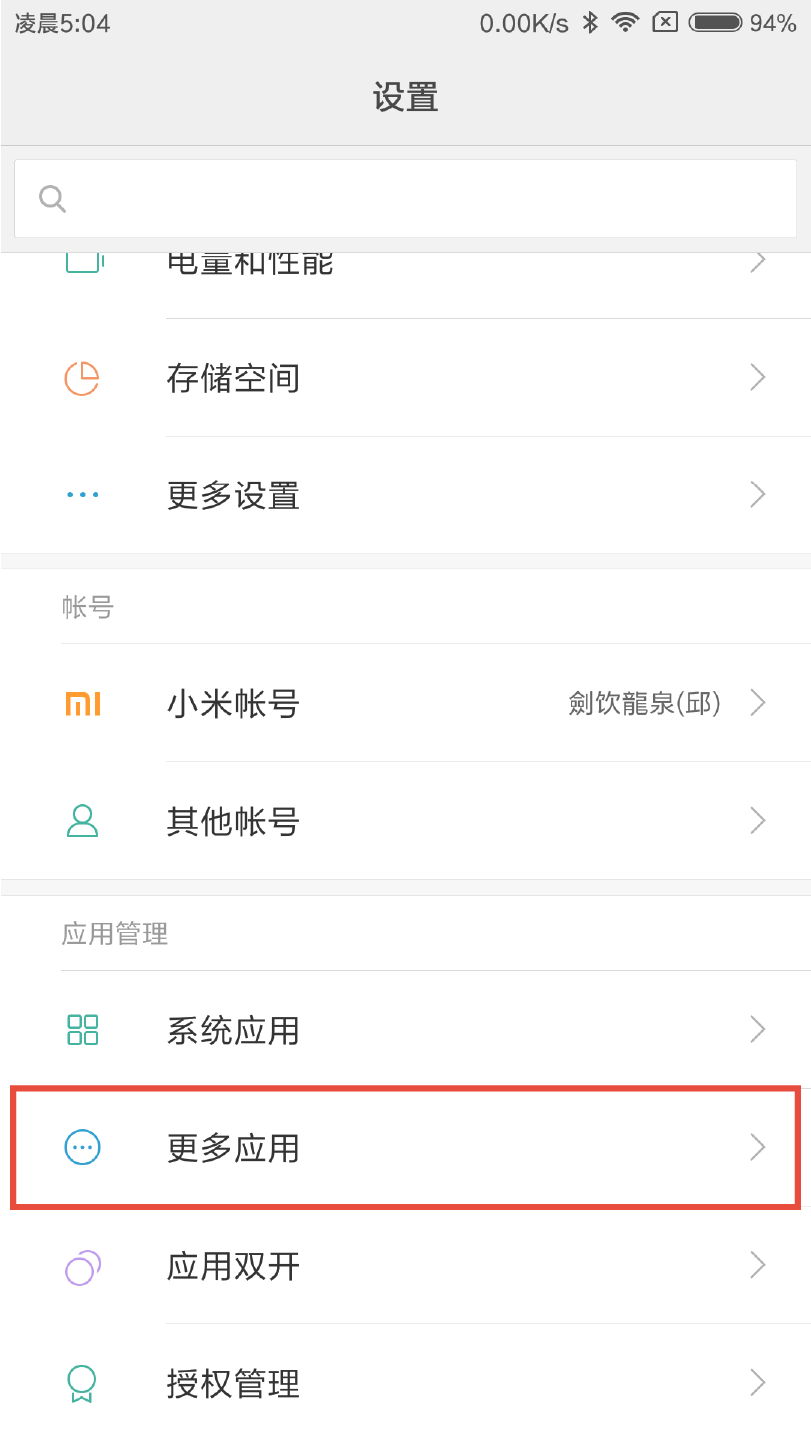 凌晨5:04 0.00K/s 94%
设置
电量和性能
存储空间
更多设置
帐号
小米帐号 劍饮龍泉(邱)
其他帐号
应用管理
系统应用
更多应用
应用双开
授权管理